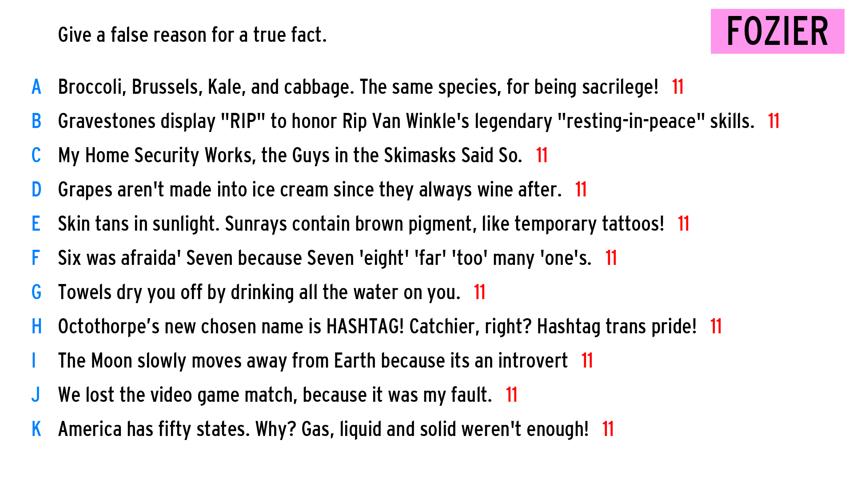 Give a false reason for a true fact.
FOZIER
A Broccoli, Brussels, Kale, and cabbage. The same species, for being sacrilege! 11
B Gravestones display "RIP" to honor Rip Van Winkle's legendary "resting-in-peace" skills. 11
C My Home Security Works, the Guys in the Skimasks Said So. 11
D Grapes aren't made into ice cream since they always wine after. 11
E Skin tans in sunlight. Sunrays contain brown pigment, like temporary tattoos! 11
F Six was afraida' Seven because Seven 'eight' 'far' 'too' many 'one's. 11
G Towels dry you off by drinking all the water on you. 11
H Octothorpe’s new chosen name is HASHTAG! Catchier, right? Hashtag trans pride! 11
I The Moon slowly moves away from Earth because its an introvert 11
J We lost the video game match, because it was my fault. 11
K America has fifty states. Why? Gas, liquid and solid weren't enough! 11